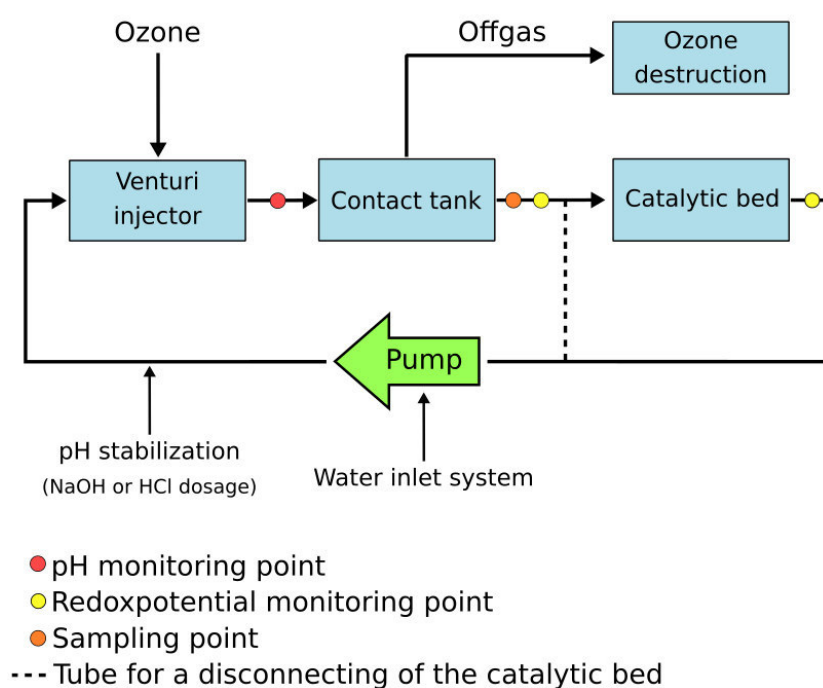 Ozone
Offgas
Ozone
destruction
Venturi
injector
Contact tank
Catalytic bed
Pump
pH stabilization
(NaOH or HCl dosage)
Water inlet system
pH monitoring point
Redoxpotential monitoring point
Sampling point
Tube for a disconnecting of the catalytic bed